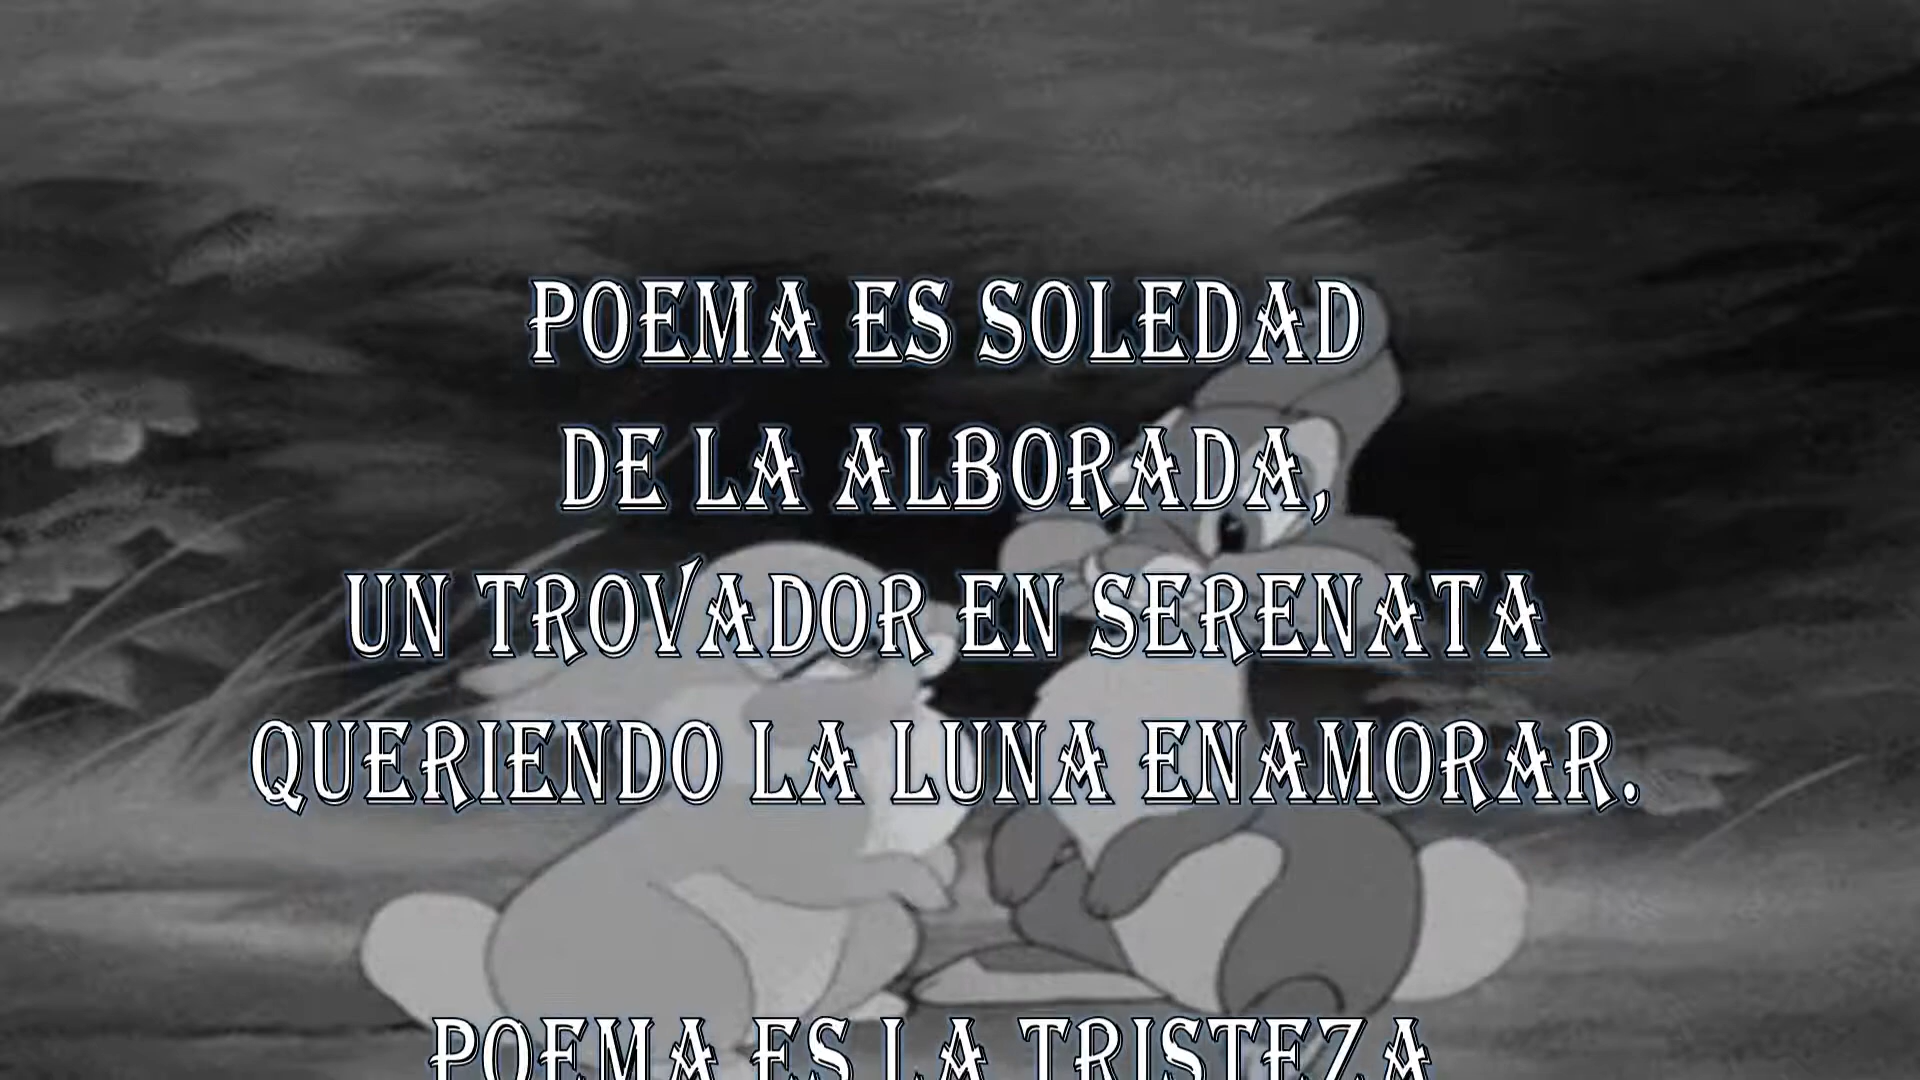 POEMA ES SOLEDAD
DE LA ALBORADA,
UN TROVADOR EN SERENATA
QUERIENDO LA LUNA ENAMORAR.
POEMA ES LA TRISTEZA